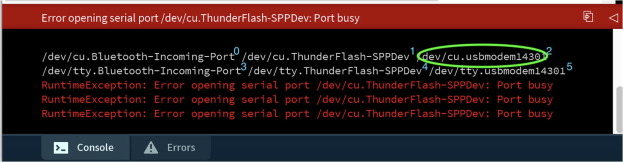 Error opening serial port /dev/cu.ThunderFlash-SPPDev: Port busy
/dev/cu.Bluetooth-Incoming-Port0 /dev/cu.ThunderFlash-SPPDev1 /dev/cu.usbmodem143012
/dev/tty.Bluetooth-Incoming-Port3 /dev/tty.ThunderFlash-SPPDev4 /dev/tty.usbmodem143015
RuntimeException: Error opening serial port /dev/cu.ThunderFlash-SPPDev: Port busy
RuntimeException: Error opening serial port /dev/cu.ThunderFlash-SPPDev: Port busy
RuntimeException: Error opening serial port /dev/cu.ThunderFlash-SPPDev: Port busy
>_ Console Errors